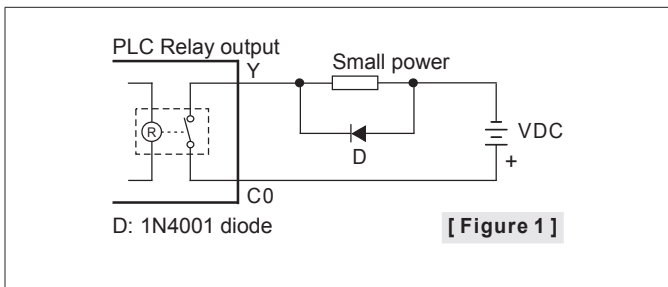 PLC Relay output
Y
Small power
R
D
VDC
+
C0
D: 1N4001 diode
[ Figure 1 ]